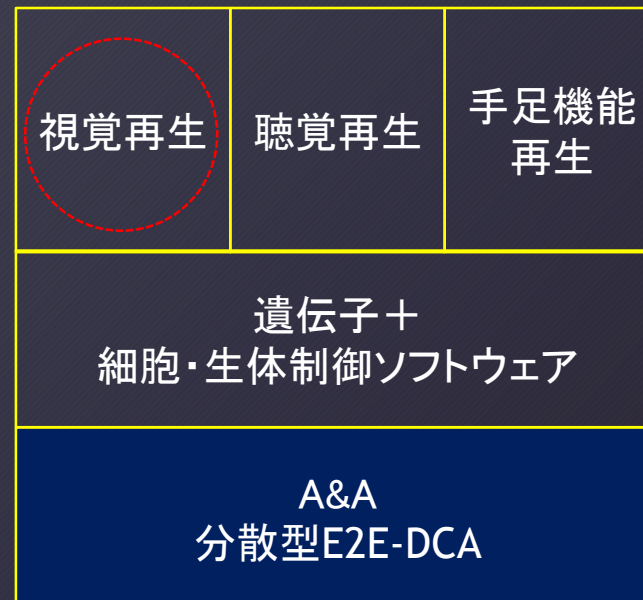 視覚再生
聴覚再生
手足機能
再生
遺伝子＋
細胞・生体制御ソフトウェア
A&A
分散型E2E-DCA